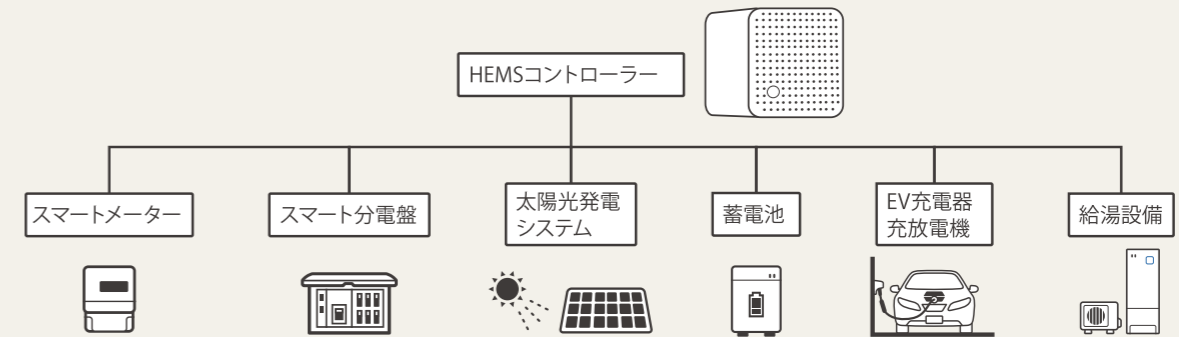 HEMSコントローラー
スマートメーター
スマート分電盤
太陽光発電
システム
蓄電池
EV充電器
充放電機
給湯設備